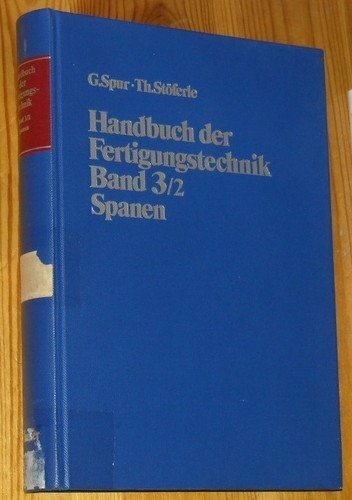 G. Spur · Th. Stöferle
Handbuch der
Fertigungstechnik
Band 3/2
Spanen